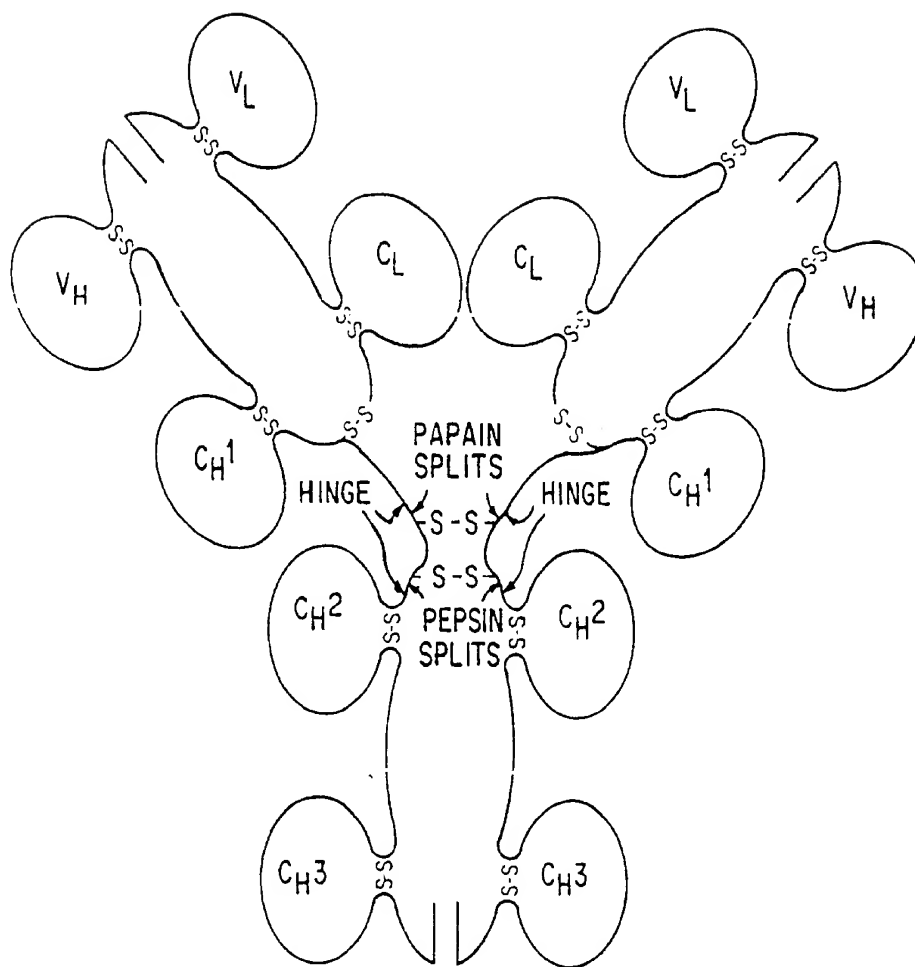 VL VL
S-S S-S
CL CL
S-S S-S
VH VH
S-S S-S
S-S S-S
S-S S-S
CH1 CH1
PAPAIN
SPLITS
HINGE HINGE
S-S
S-S
CH2 CH2
S-S S-S
PEPSIN
SPLITS
S-S S-S
CH3 CH3